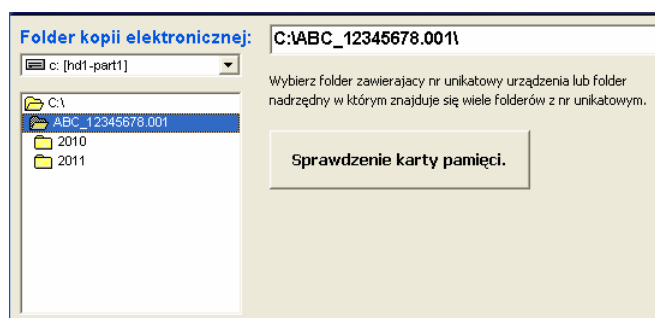 Folder kopii elektronicznej:
C:\ABC_12345678.001\
c: [hd1-part1]
Wybierz folder zawierajacy nr unikatowy urządzenia lub folder
nadrzędny w którym znajduje się wiele folderów z nr unikatowym.
C:\
ABC_12345678.001
2010
2011
Sprawdzenie karty pamięci.